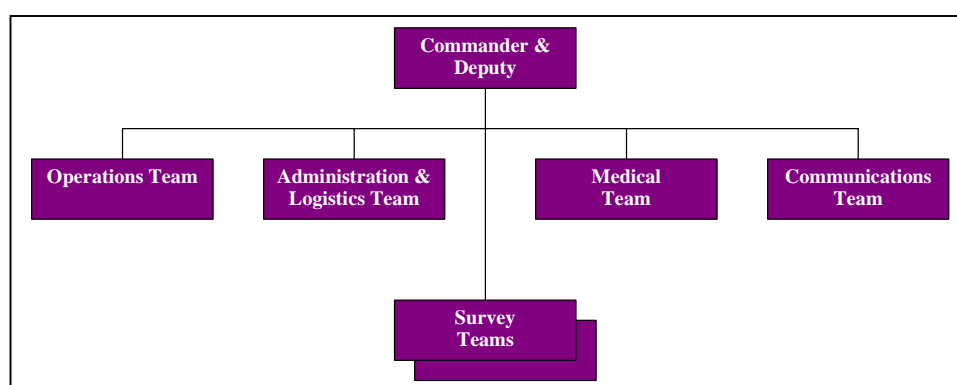 Commander &
Deputy
Operations Team
Administration &
Logistics Team
Medical
Team
Communications
Team
Survey
Teams